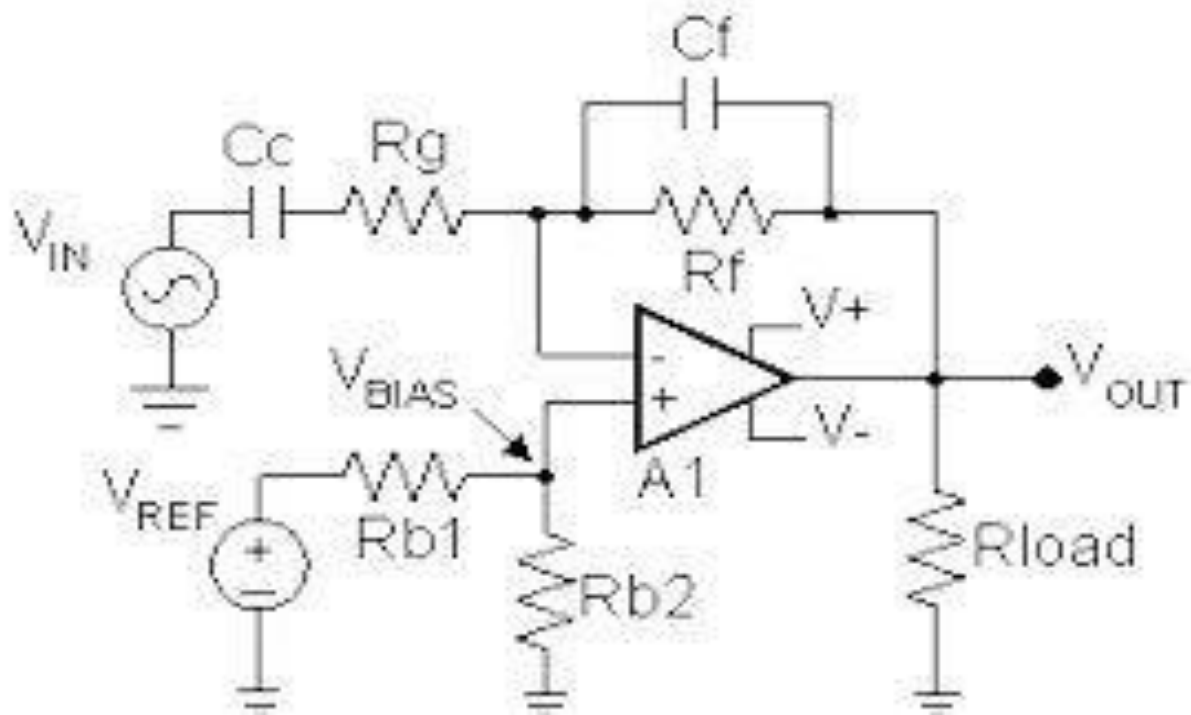 Cf
Cc
Rg
VIN
Rf
V+
-
VBIAS
+
V-
VOUT
A1
VREF
Rb1
+
-
Rb2
Rload